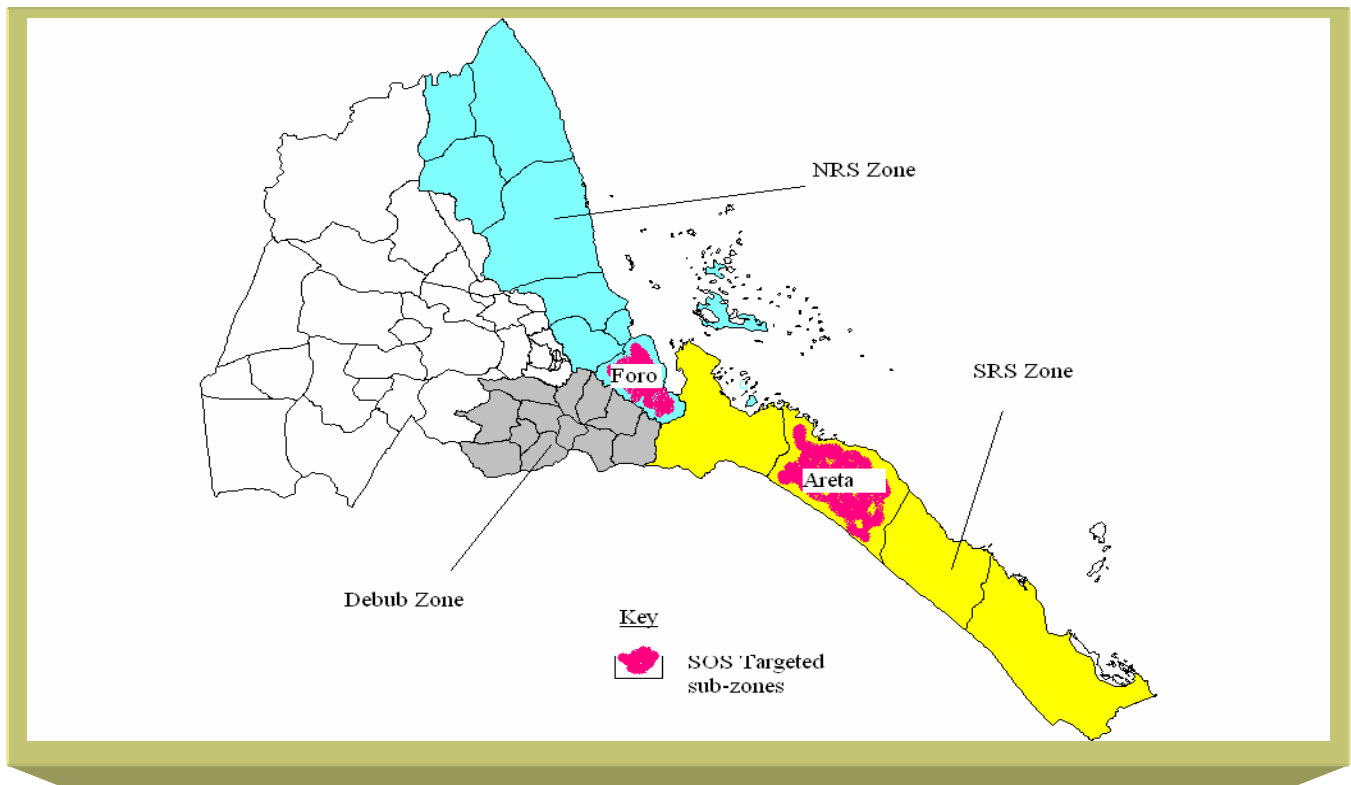 NRS Zone
SRS Zone
Foro
Areta
Debub Zone
Key
SOS Targeted
sub-zones